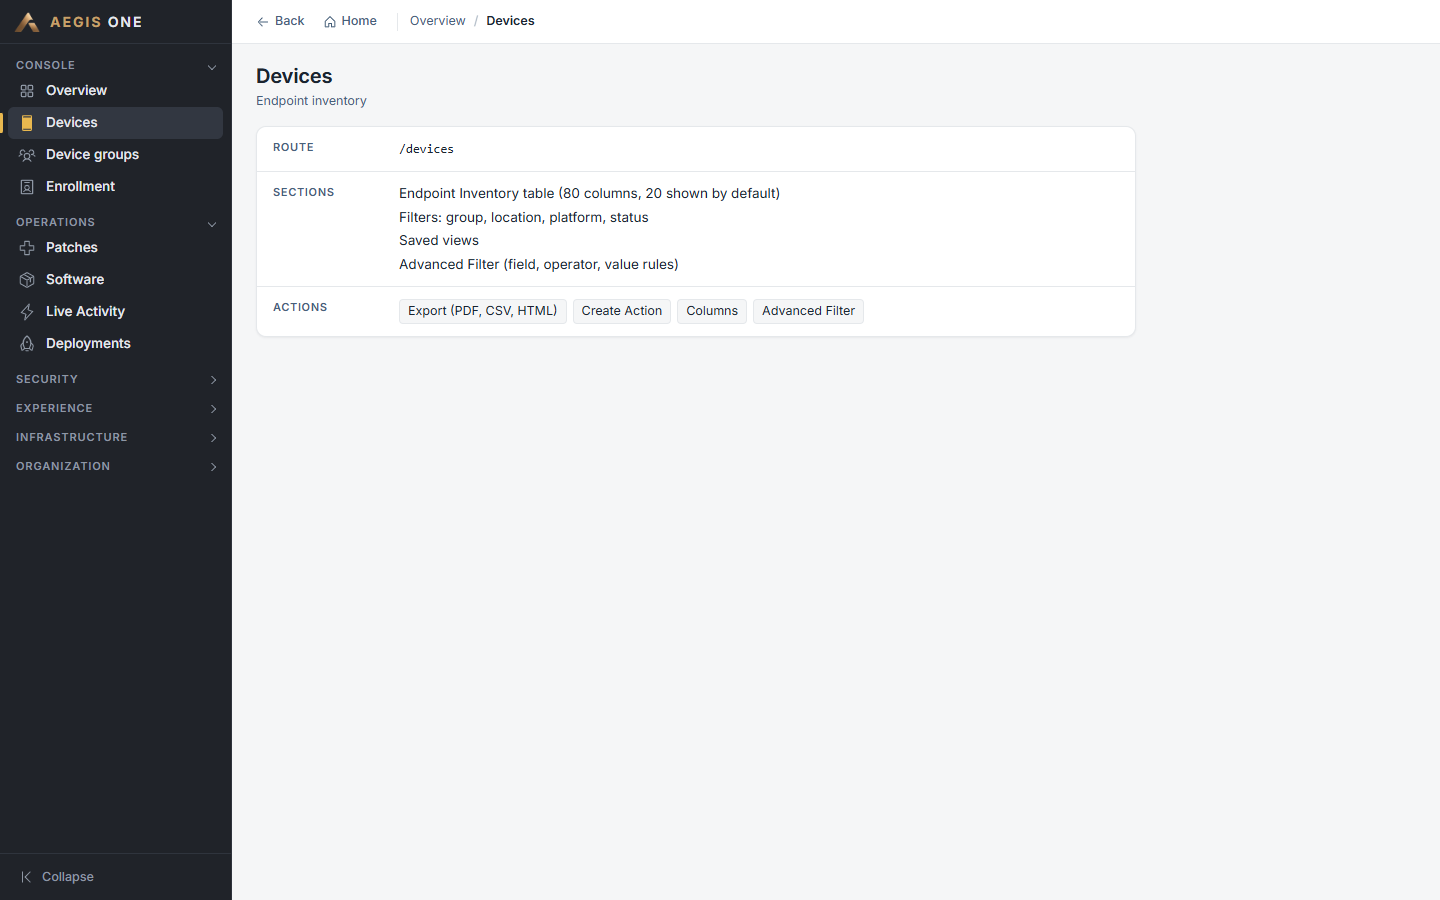 AEGIS ONE
CONSOLE
Overview
Devices
Device groups
Enrollment
OPERATIONS
Patches
Software
Live Activity
Deployments
SECURITY
EXPERIENCE
INFRASTRUCTURE
ORGANIZATION
Collapse
Back Home Overview / Devices
Devices
Endpoint inventory
ROUTE /devices
SECTIONS Endpoint Inventory table (80 columns, 20 shown by default)
Filters: group, location, platform, status
Saved views
Advanced Filter (field, operator, value rules)
ACTIONS Export (PDF, CSV, HTML) Create Action Columns Advanced Filter